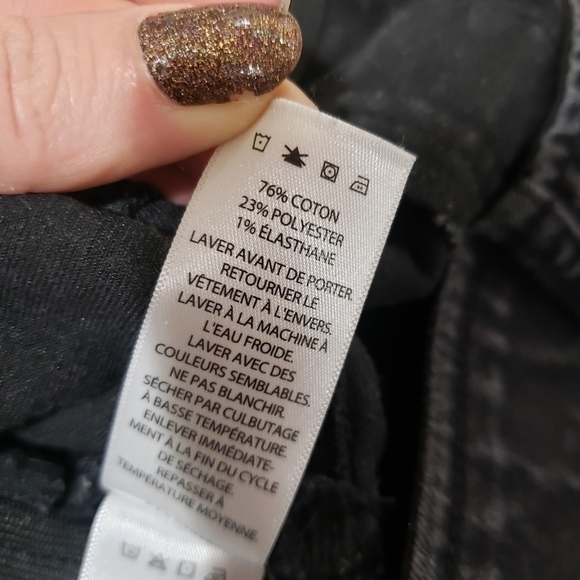 76% COTON
23% POLYESTER
1% ÉLASTHANE
LAVER AVANT DE PORTER.
RETOURNER LE
VÊTEMENT À L'ENVERS.
LAVER À LA MACHINE À
L'EAU FROIDE.
LAVER AVEC DES
COULEURS SEMBLABLES.
NE PAS BLANCHIR.
SÉCHER PAR CULBUTAGE
À BASSE TEMPÉRATURE.
ENLEVER IMMÉDIATE-
MENT À LA FIN DU CYCLE
DE SÉCHAGE.
REPASSER À
TEMPÉRATURE MOYENNE.